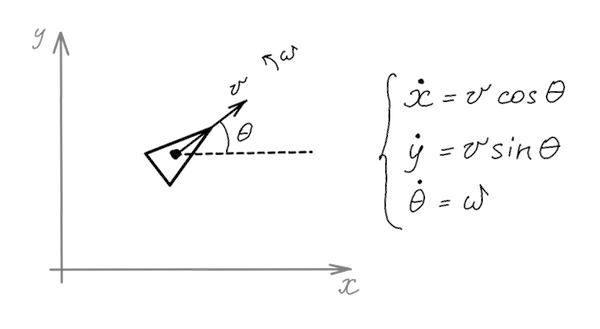 y
ω
v
θ
x
ẋ = v cos θ
ẏ = v sin θ
θ̇ = ω